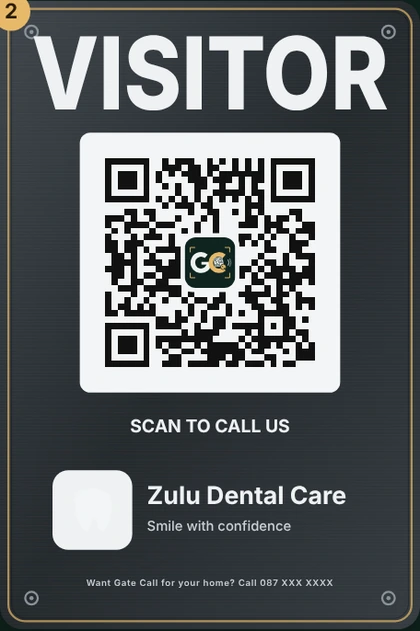 2
VISITOR
GC
SCAN TO CALL US
Zulu Dental Care
Smile with confidence
Want Gate Call for your home? Call 087 XXX XXXX